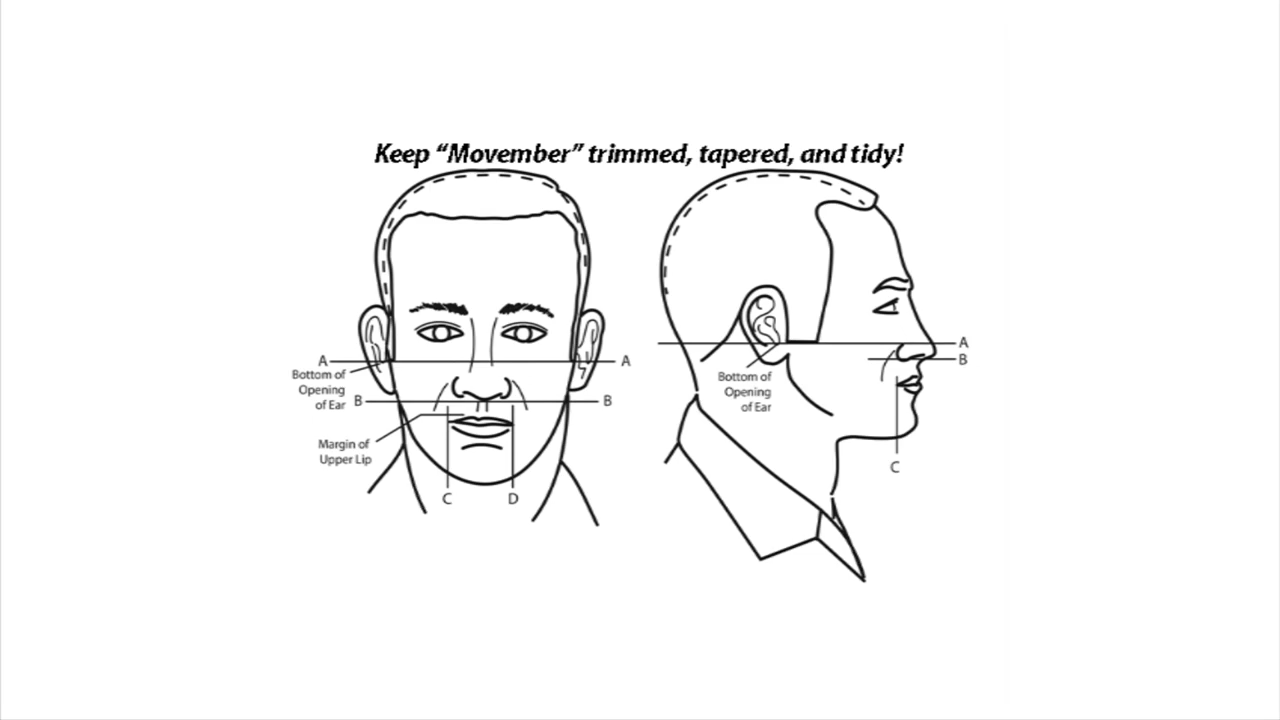 Keep “Movember” trimmed, tapered, and tidy!
A
A
Bottom of
Opening
of Ear
B
B
Margin of
Upper Lip
C
D
A
B
Bottom of
Opening
of Ear
C